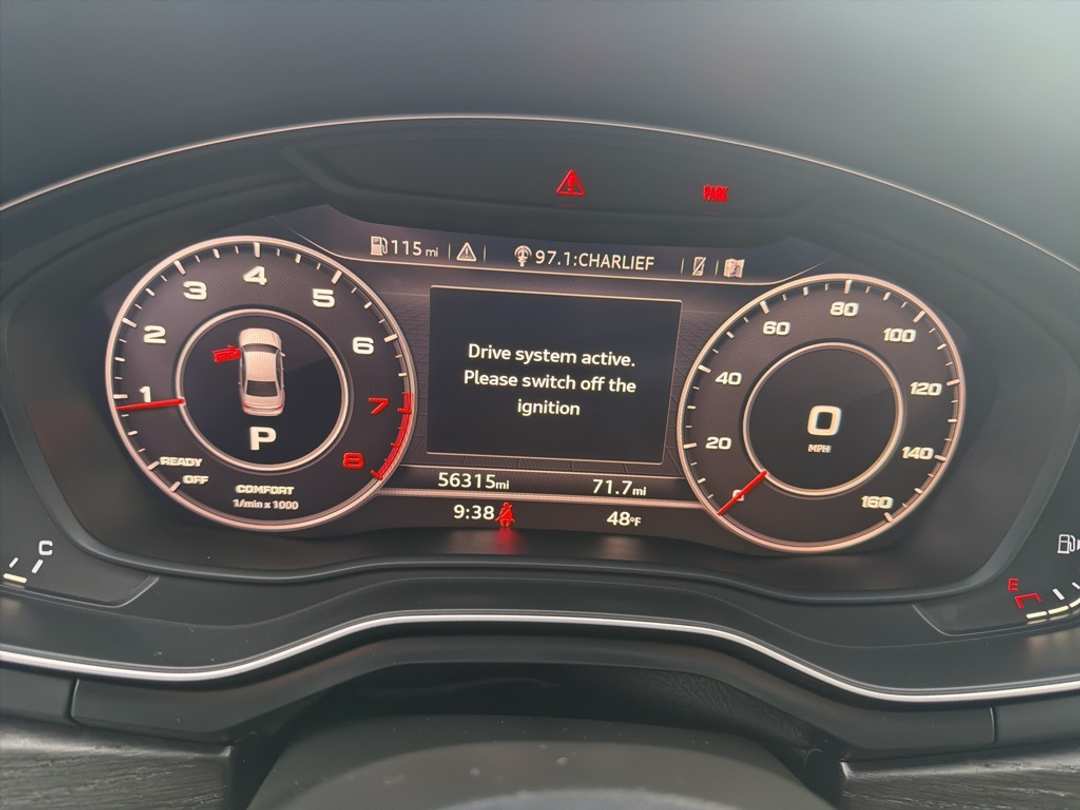 PARK
115 mi
97.1:CHARLIEF
1
2
3
4
5
6
7
8
P
READY
OFF
COMFORT
1/min x 1000
Drive system active.
Please switch off the
ignition
56315mi
71.7mi
9:38
48°F
0
20
40
60
80
100
120
140
160
0
MPH
C
E